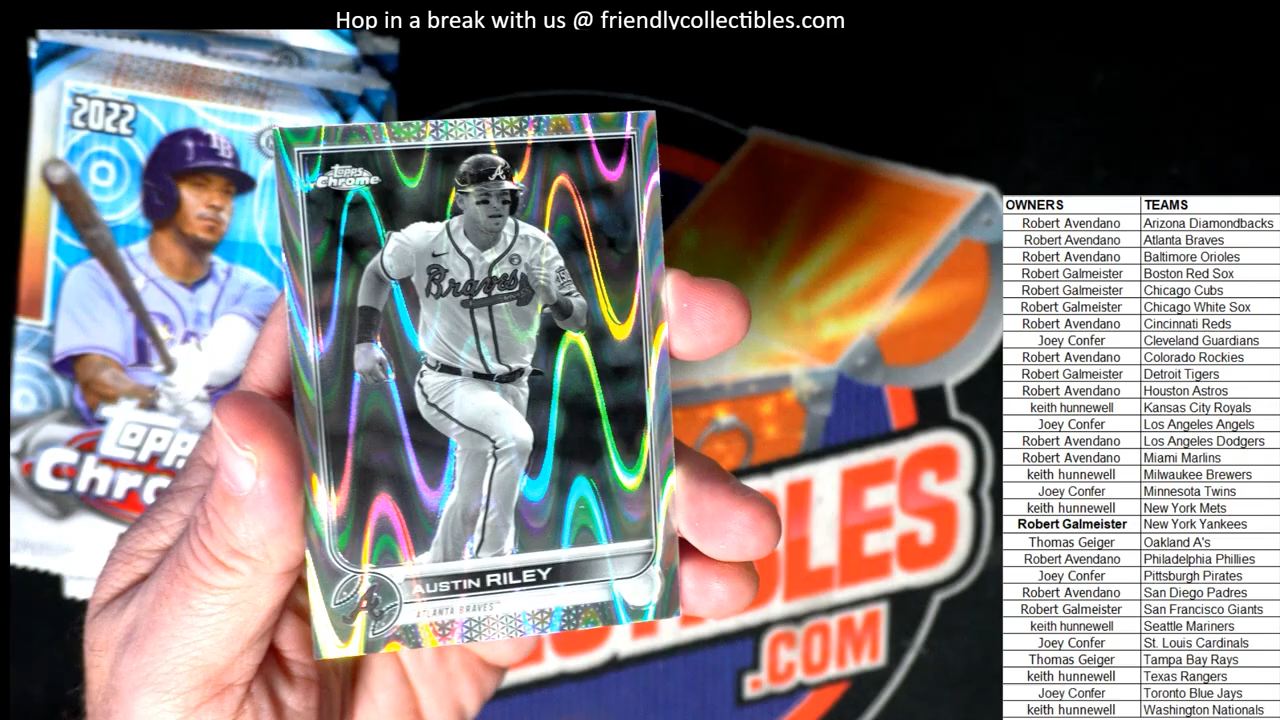 Hop in a break with us @ friendlycollectibles.com
2022
TB
Topps
Chro
Topps
Chrome
A
Braves
AUSTIN RILEY
ATLANTA BRAVES™
IBLES
.COM
OWNERS TEAMS
Robert Avendano Arizona Diamondbacks
Robert Avendano Atlanta Braves
Robert Avendano Baltimore Orioles
Robert Galmeister Boston Red Sox
Robert Galmeister Chicago Cubs
Robert Galmeister Chicago White Sox
Robert Avendano Cincinnati Reds
Joey Confer Cleveland Guardians
Robert Avendano Colorado Rockies
Robert Galmeister Detroit Tigers
Robert Avendano Houston Astros
keith hunnewell Kansas City Royals
Joey Confer Los Angeles Angels
Robert Avendano Los Angeles Dodgers
Robert Avendano Miami Marlins
keith hunnewell Milwaukee Brewers
Joey Confer Minnesota Twins
keith hunnewell New York Mets
Robert Galmeister New York Yankees
Thomas Geiger Oakland A's
Robert Avendano Philadelphia Phillies
Joey Confer Pittsburgh Pirates
Robert Avendano San Diego Padres
Robert Galmeister San Francisco Giants
keith hunnewell Seattle Mariners
Joey Confer St. Louis Cardinals
Thomas Geiger Tampa Bay Rays
keith hunnewell Texas Rangers
Joey Confer Toronto Blue Jays
keith hunnewell Washington Nationals